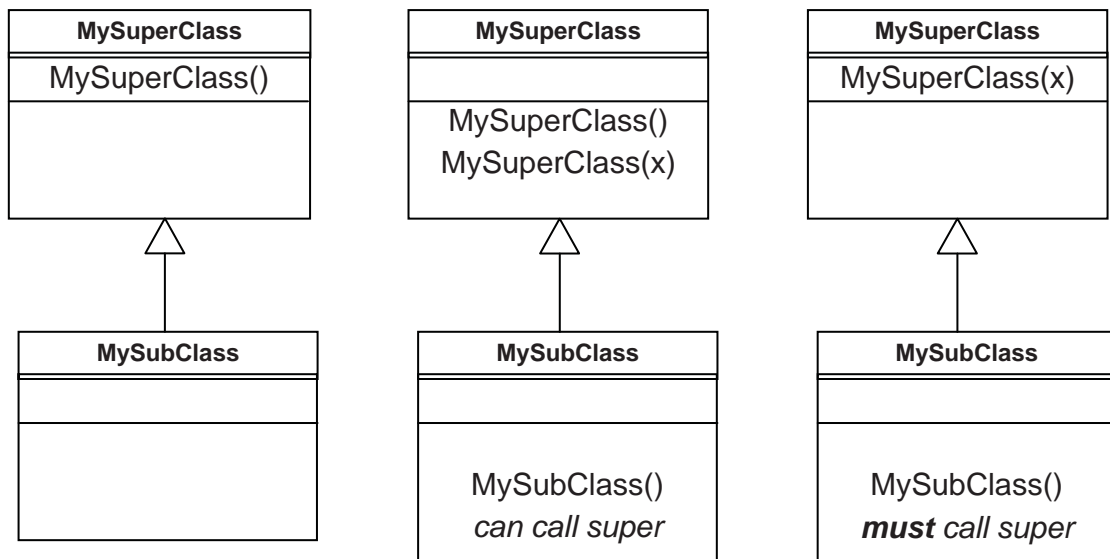 MySuperClass
MySuperClass()
MySubClass
MySuperClass
MySuperClass()
MySuperClass(x)
MySubClass
MySubClass()
can call super
MySuperClass
MySuperClass(x)
MySubClass
MySubClass()
must call super